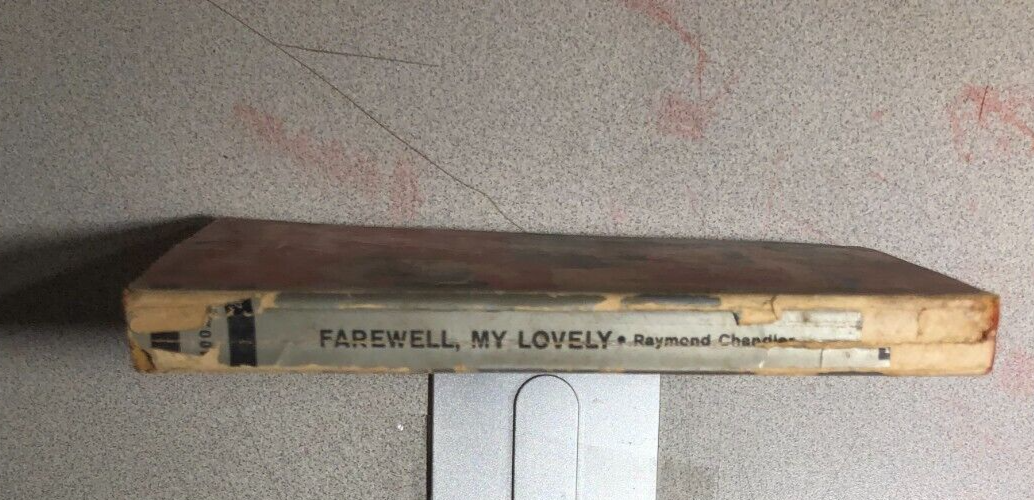 FAREWELL, MY LOVELY • Raymond Chandler